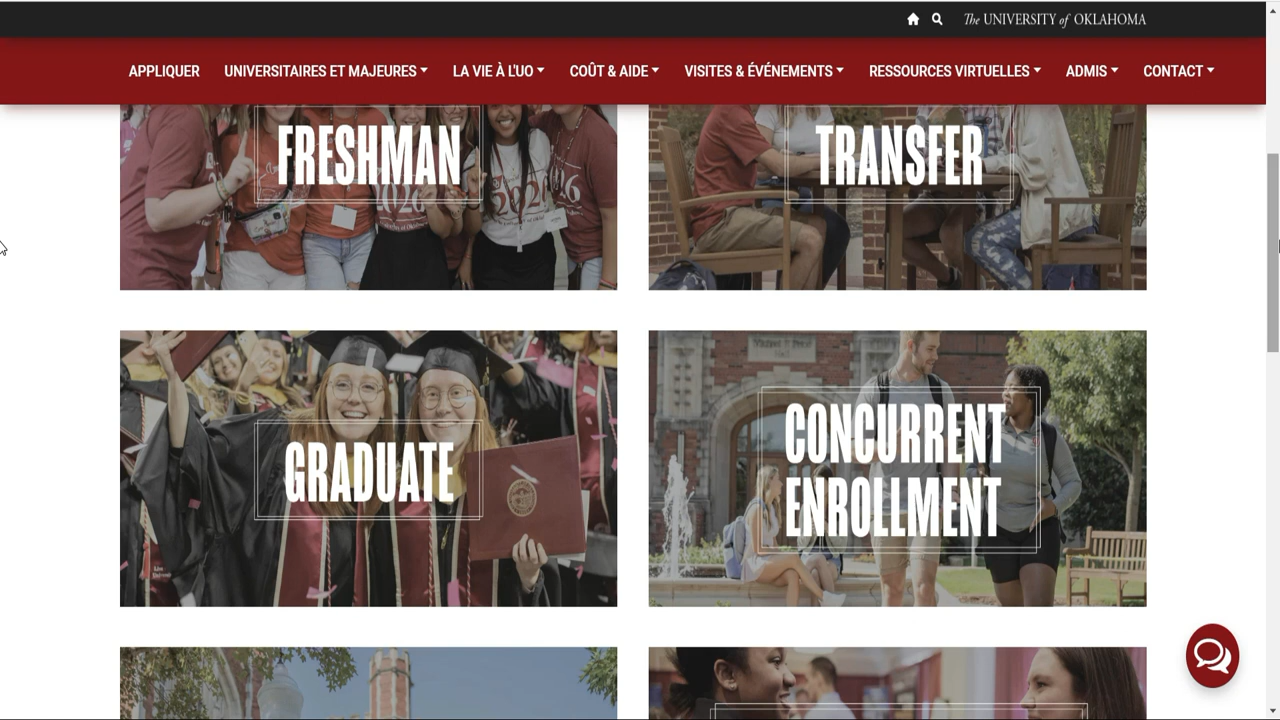 The UNIVERSITY of OKLAHOMA
APPLIQUER UNIVERSITAIRES ET MAJEURES LA VIE À L'UO COÛT & AIDE VISITES & ÉVÉNEMENTS RESSOURCES VIRTUELLES ADMIS CONTACT
FRESHMAN
TRANSFER
GRADUATE
CONCURRENT
ENROLLMENT